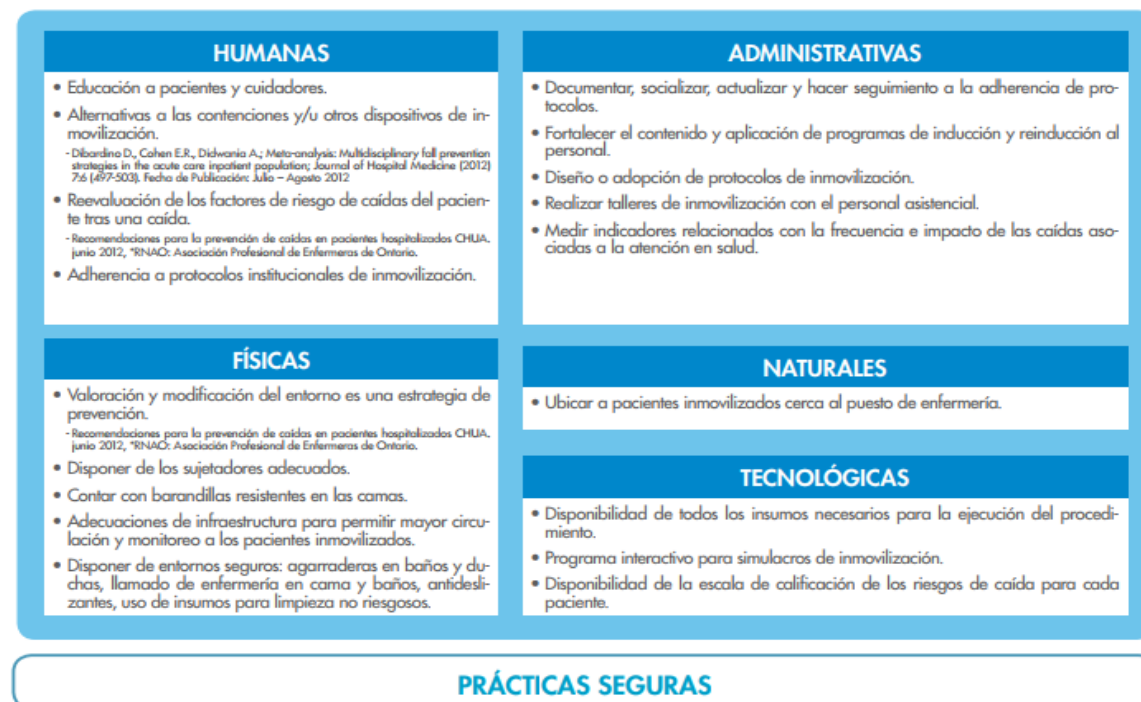 HUMANAS
• Educación a pacientes y cuidadores.
• Alternativas a las contenciones y/u otros dispositivos de in-
movilización.
- Dibardino D., Cohen E.R., Didwania A.; Meta-analysis: Multidisciplinary fall prevention
strategies in the acute care inpatient population; Journal of Hospital Medicine (2012)
7:6 (497-503). Fecha de Publicación: Julio – Agosto 2012
• Reevaluación de los factores de riesgo de caídas del pacien-
te tras una caída.
- Recomendaciones para la prevención de caídas en pacientes hospitalizados CHUA.
junio 2012, *RNAO: Asociación Profesional de Enfermeras de Ontario.
• Adherencia a protocolos institucionales de inmovilización.
ADMINISTRATIVAS
• Documentar, socializar, actualizar y hacer seguimiento a la adherencia de pro-
tocolos.
• Fortalecer el contenido y aplicación de programas de inducción y reinducción al
personal.
• Diseño o adopción de protocolos de inmovilización.
• Realizar talleres de inmovilización con el personal asistencial.
• Medir indicadores relacionados con la frecuencia e impacto de las caídas aso-
ciadas a la atención en salud.
FÍSICAS
• Valoración y modificación del entorno es una estrategia de
prevención.
- Recomendaciones para la prevención de caídas en pacientes hospitalizados CHUA.
junio 2012, *RNAO: Asociación Profesional de Enfermeras de Ontario.
• Disponer de los sujetadores adecuados.
• Contar con barandillas resistentes en las camas.
• Adecuaciones de infraestructura para permitir mayor circu-
lación y monitoreo a los pacientes inmovilizados.
• Disponer de entornos seguros: agarraderas en baños y du-
chas, llamado de enfermería en cama y baños, antidesli-
zantes, uso de insumos para limpieza no riesgosos.
NATURALES
• Ubicar a pacientes inmovilizados cerca al puesto de enfermería.
TECNOLÓGICAS
• Disponibilidad de todos los insumos necesarios para la ejecución del procedi-
miento.
• Programa interactivo para simulacros de inmovilización.
• Disponibilidad de la escala de calificación de los riesgos de caída para cada
paciente.
PRÁCTICAS SEGURAS